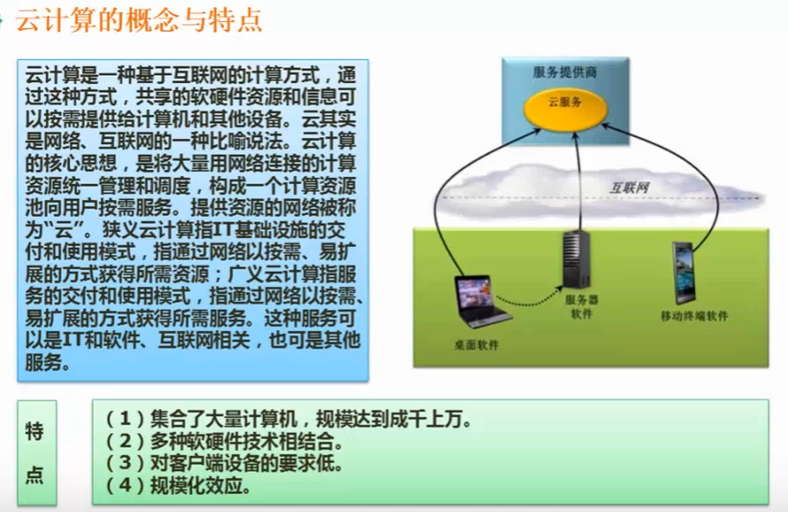 云计算的概念与特点
云计算是一种基于互联网的计算方式，通
过这种方式，共享的软硬件资源和信息可
以按需提供给计算机和其他设备。云其实
是网络、互联网的一种比喻说法。云计算
的核心思想，是将大量用网络连接的计算
资源统一管理和调度，构成一个计算资源
池向用户按需服务。提供资源的网络被称
为“云”。狭义云计算指IT基础设施的交
付和使用模式，指通过网络以按需、易扩
展的方式获得所需资源；广义云计算指服
务的交付和使用模式，指通过网络以按需、
易扩展的方式获得所需服务。这种服务可
以是IT和软件、互联网相关，也可是其他
服务。
服务提供商
云服务
互联网
服务器
软件
移动终端软件
桌面软件
特
点
（1）集合了大量计算机，规模达到成千上万。
（2）多种软硬件技术相结合。
（3）对客户端设备的要求低。
（4）规模化效应。